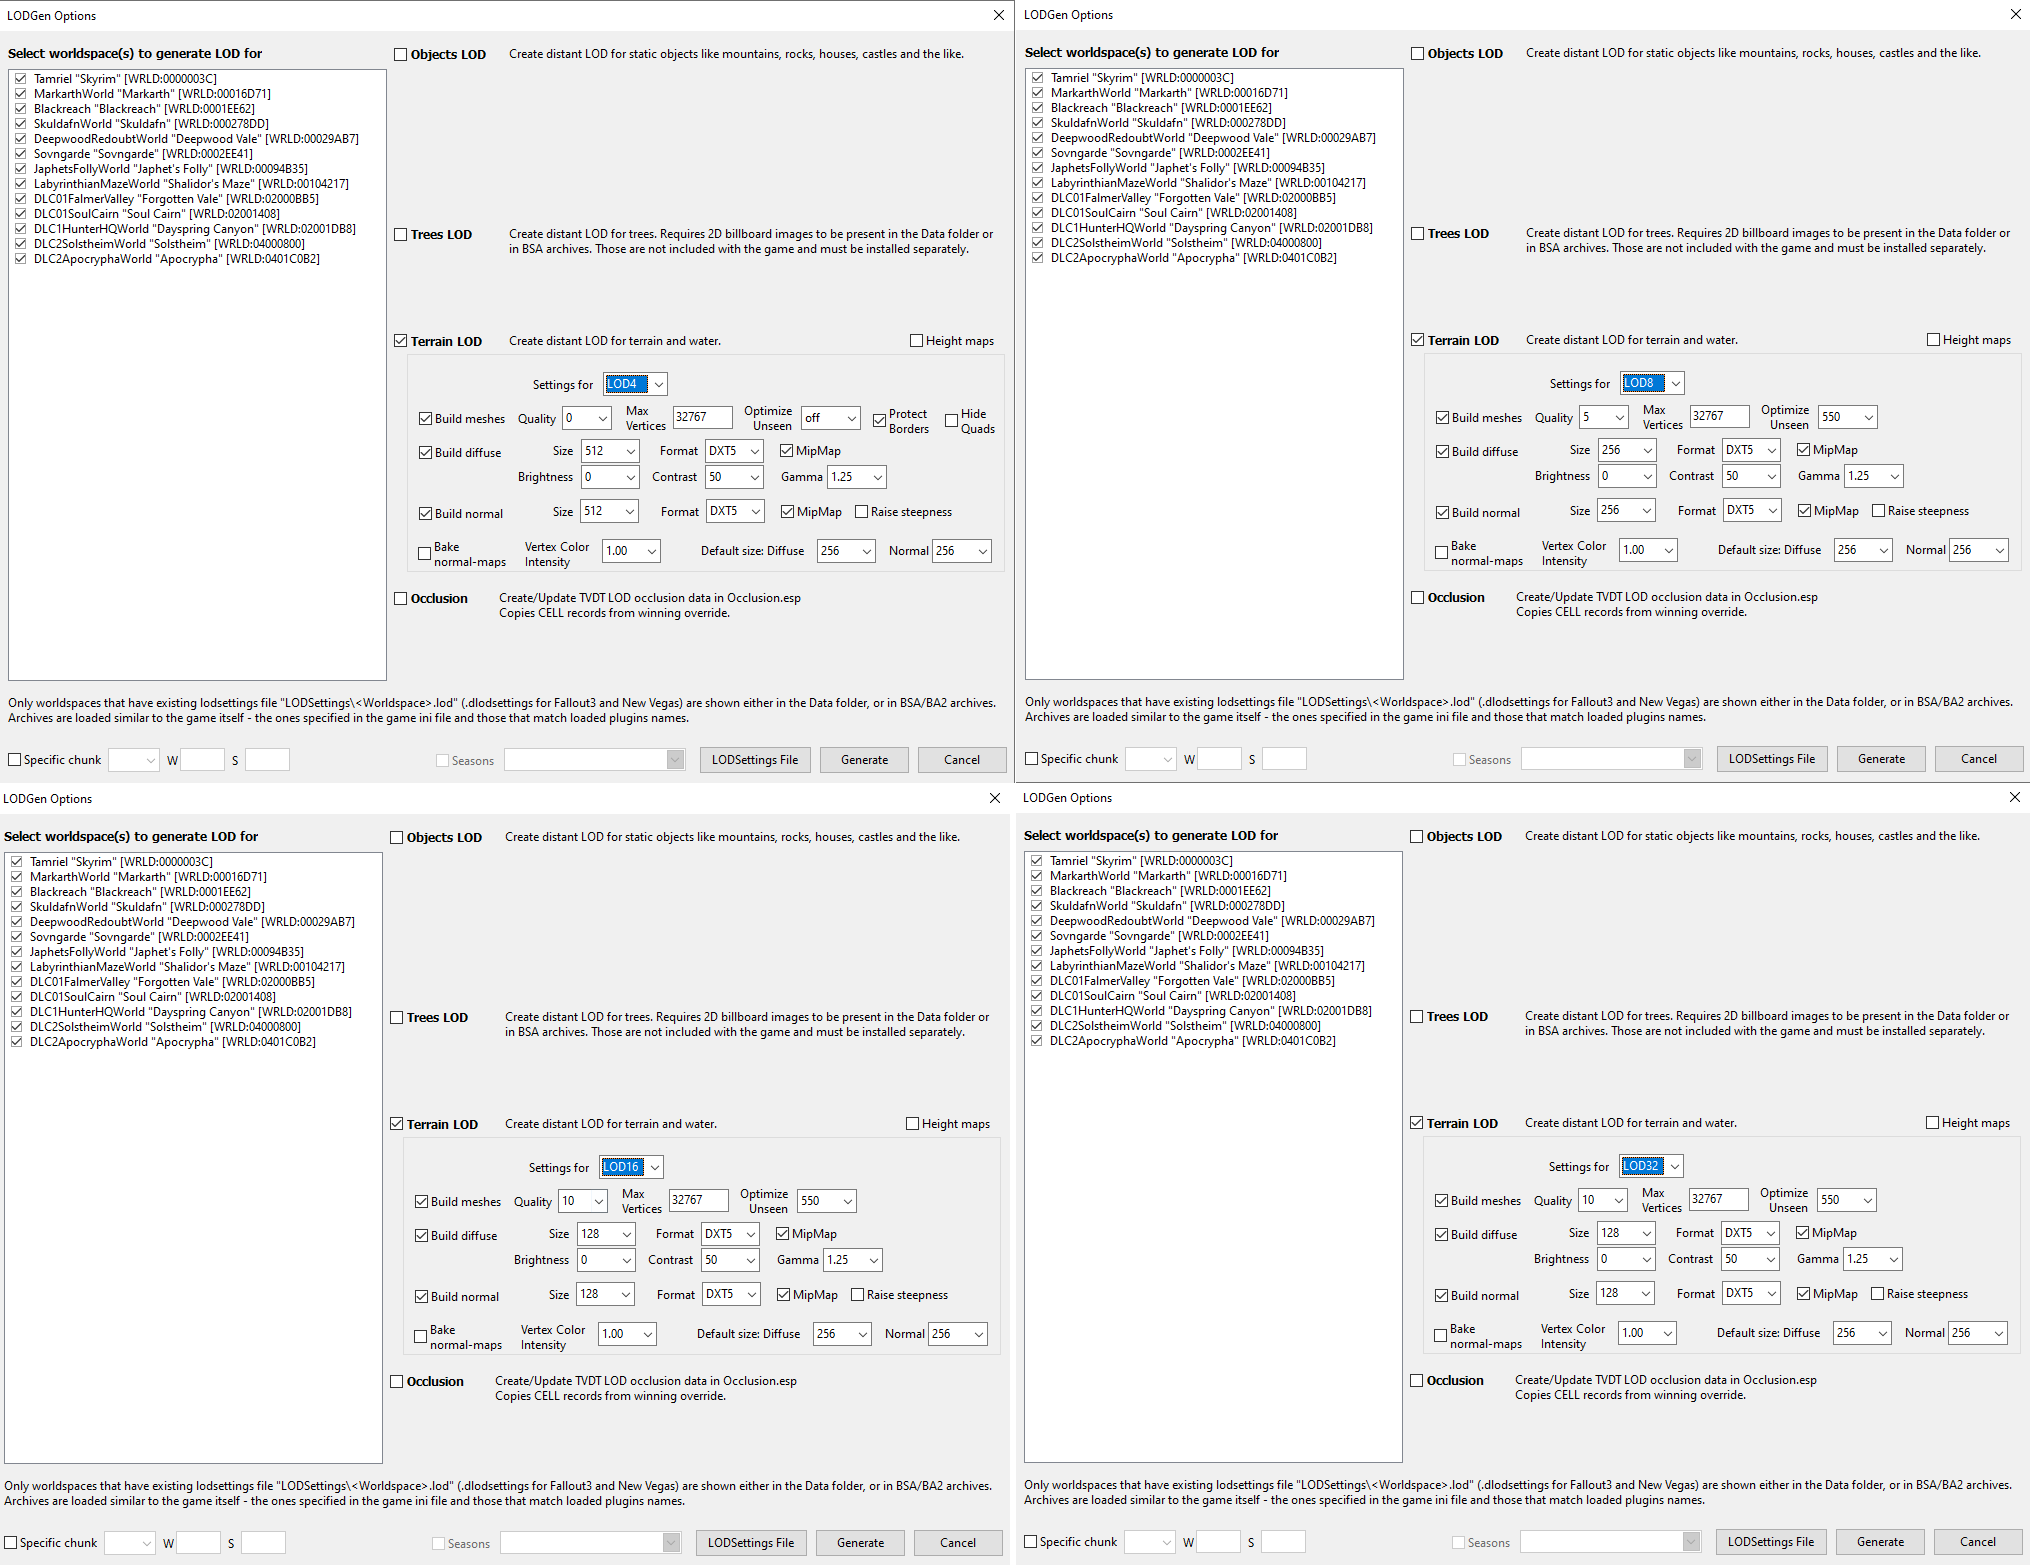 LODGen Options
Select worldspace(s) to generate LOD for
Tamriel "Skyrim" [WRLD:0000003C]
MarkarthWorld "Markarth" [WRLD:00016D71]
Blackreach "Blackreach" [WRLD:0001EE62]
SkuldafnWorld "Skuldafn" [WRLD:000278DD]
DeepwoodRedoubtWorld "Deepwood Vale" [WRLD:00029AB7]
Sovngarde "Sovngarde" [WRLD:0002EE41]
JaphetsFollyWorld "Japhet's Folly" [WRLD:00094B35]
LabyrinthianMazeWorld "Shalidor's Maze" [WRLD:00104217]
DLC01FalmerValley "Forgotten Vale" [WRLD:02000BB5]
DLC01SoulCairn "Soul Cairn" [WRLD:02001408]
DLC1HunterHQWorld "Dayspring Canyon" [WRLD:02001DB8]
DLC2SolstheimWorld "Solstheim" [WRLD:04000800]
DLC2ApocryphaWorld "Apocrypha" [WRLD:0401C0B2]
Objects LOD Create distant LOD for static objects like mountains, rocks, houses, castles and the like.
Trees LOD Create distant LOD for trees. Requires 2D billboard images to be present in the Data folder or
in BSA archives. Those are not included with the game and must be installed separately.
Terrain LOD Create distant LOD for terrain and water. Height maps
Settings for LOD4
Build meshes Quality 0 Max Vertices 32767 Optimize Unseen off Protect Borders Hide Quads
Build diffuse Size 512 Format DXT5 MipMap
Brightness 0 Contrast 50 Gamma 1.25
Build normal Size 512 Format DXT5 MipMap Raise steepness
Bake normal-maps Vertex Color Intensity 1.00 Default size: Diffuse 256 Normal 256
Occlusion Create/Update TVDT LOD occlusion data in Occlusion.esp
Copies CELL records from winning override.
Only worldspaces that have existing lodsettings file "LODSettings\<Worldspace>.lod" (.dlodsettings for Fallout3 and New Vegas) are shown either in the Data folder, or in BSA/BA2 archives.
Archives are loaded similar to the game itself - the ones specified in the game ini file and those that match loaded plugins names.
Specific chunk W S Seasons LODSettings File Generate Cancel
LODGen Options
Select worldspace(s) to generate LOD for
Tamriel "Skyrim" [WRLD:0000003C]
MarkarthWorld "Markarth" [WRLD:00016D71]
Blackreach "Blackreach" [WRLD:0001EE62]
SkuldafnWorld "Skuldafn" [WRLD:000278DD]
DeepwoodRedoubtWorld "Deepwood Vale" [WRLD:00029AB7]
Sovngarde "Sovngarde" [WRLD:0002EE41]
JaphetsFollyWorld "Japhet's Folly" [WRLD:00094B35]
LabyrinthianMazeWorld "Shalidor's Maze" [WRLD:00104217]
DLC01FalmerValley "Forgotten Vale" [WRLD:02000BB5]
DLC01SoulCairn "Soul Cairn" [WRLD:02001408]
DLC1HunterHQWorld "Dayspring Canyon" [WRLD:02001DB8]
DLC2SolstheimWorld "Solstheim" [WRLD:04000800]
DLC2ApocryphaWorld "Apocrypha" [WRLD:0401C0B2]
Objects LOD Create distant LOD for static objects like mountains, rocks, houses, castles and the like.
Trees LOD Create distant LOD for trees. Requires 2D billboard images to be present in the Data folder or
in BSA archives. Those are not included with the game and must be installed separately.
Terrain LOD Create distant LOD for terrain and water. Height maps
Settings for LOD8
Build meshes Quality 5 Max Vertices 32767 Optimize Unseen 550
Build diffuse Size 256 Format DXT5 MipMap
Brightness 0 Contrast 50 Gamma 1.25
Build normal Size 256 Format DXT5 MipMap Raise steepness
Bake normal-maps Vertex Color Intensity 1.00 Default size: Diffuse 256 Normal 256
Occlusion Create/Update TVDT LOD occlusion data in Occlusion.esp
Copies CELL records from winning override.
Only worldspaces that have existing lodsettings file "LODSettings\<Worldspace>.lod" (.dlodsettings for Fallout3 and New Vegas) are shown either in the Data folder, or in BSA/BA2 archives.
Archives are loaded similar to the game itself - the ones specified in the game ini file and those that match loaded plugins names.
Specific chunk W S Seasons LODSettings File Generate Cancel
LODGen Options
Select worldspace(s) to generate LOD for
Tamriel "Skyrim" [WRLD:0000003C]
MarkarthWorld "Markarth" [WRLD:00016D71]
Blackreach "Blackreach" [WRLD:0001EE62]
SkuldafnWorld "Skuldafn" [WRLD:000278DD]
DeepwoodRedoubtWorld "Deepwood Vale" [WRLD:00029AB7]
Sovngarde "Sovngarde" [WRLD:0002EE41]
JaphetsFollyWorld "Japhet's Folly" [WRLD:00094B35]
LabyrinthianMazeWorld "Shalidor's Maze" [WRLD:00104217]
DLC01FalmerValley "Forgotten Vale" [WRLD:02000BB5]
DLC01SoulCairn "Soul Cairn" [WRLD:02001408]
DLC1HunterHQWorld "Dayspring Canyon" [WRLD:02001DB8]
DLC2SolstheimWorld "Solstheim" [WRLD:04000800]
DLC2ApocryphaWorld "Apocrypha" [WRLD:0401C0B2]
Objects LOD Create distant LOD for static objects like mountains, rocks, houses, castles and the like.
Trees LOD Create distant LOD for trees. Requires 2D billboard images to be present in the Data folder or
in BSA archives. Those are not included with the game and must be installed separately.
Terrain LOD Create distant LOD for terrain and water. Height maps
Settings for LOD16
Build meshes Quality 10 Max Vertices 32767 Optimize Unseen 550
Build diffuse Size 128 Format DXT5 MipMap
Brightness 0 Contrast 50 Gamma 1.25
Build normal Size 128 Format DXT5 MipMap Raise steepness
Bake normal-maps Vertex Color Intensity 1.00 Default size: Diffuse 256 Normal 256
Occlusion Create/Update TVDT LOD occlusion data in Occlusion.esp
Copies CELL records from winning override.
Only worldspaces that have existing lodsettings file "LODSettings\<Worldspace>.lod" (.dlodsettings for Fallout3 and New Vegas) are shown either in the Data folder, or in BSA/BA2 archives.
Archives are loaded similar to the game itself - the ones specified in the game ini file and those that match loaded plugins names.
Specific chunk W S Seasons LODSettings File Generate Cancel
LODGen Options
Select worldspace(s) to generate LOD for
Tamriel "Skyrim" [WRLD:0000003C]
MarkarthWorld "Markarth" [WRLD:00016D71]
Blackreach "Blackreach" [WRLD:0001EE62]
SkuldafnWorld "Skuldafn" [WRLD:000278DD]
DeepwoodRedoubtWorld "Deepwood Vale" [WRLD:00029AB7]
Sovngarde "Sovngarde" [WRLD:0002EE41]
JaphetsFollyWorld "Japhet's Folly" [WRLD:00094B35]
LabyrinthianMazeWorld "Shalidor's Maze" [WRLD:00104217]
DLC01FalmerValley "Forgotten Vale" [WRLD:02000BB5]
DLC01SoulCairn "Soul Cairn" [WRLD:02001408]
DLC1HunterHQWorld "Dayspring Canyon" [WRLD:02001DB8]
DLC2SolstheimWorld "Solstheim" [WRLD:04000800]
DLC2ApocryphaWorld "Apocrypha" [WRLD:0401C0B2]
Objects LOD Create distant LOD for static objects like mountains, rocks, houses, castles and the like.
Trees LOD Create distant LOD for trees. Requires 2D billboard images to be present in the Data folder or
in BSA archives. Those are not included with the game and must be installed separately.
Terrain LOD Create distant LOD for terrain and water. Height maps
Settings for LOD32
Build meshes Quality 10 Max Vertices 32767 Optimize Unseen 550
Build diffuse Size 128 Format DXT5 MipMap
Brightness 0 Contrast 50 Gamma 1.25
Build normal Size 128 Format DXT5 MipMap Raise steepness
Bake normal-maps Vertex Color Intensity 1.00 Default size: Diffuse 256 Normal 256
Occlusion Create/Update TVDT LOD occlusion data in Occlusion.esp
Copies CELL records from winning override.
Only worldspaces that have existing lodsettings file "LODSettings\<Worldspace>.lod" (.dlodsettings for Fallout3 and New Vegas) are shown either in the Data folder, or in BSA/BA2 archives.
Archives are loaded similar to the game itself - the ones specified in the game ini file and those that match loaded plugins names.
Specific chunk W S Seasons LODSettings File Generate Cancel